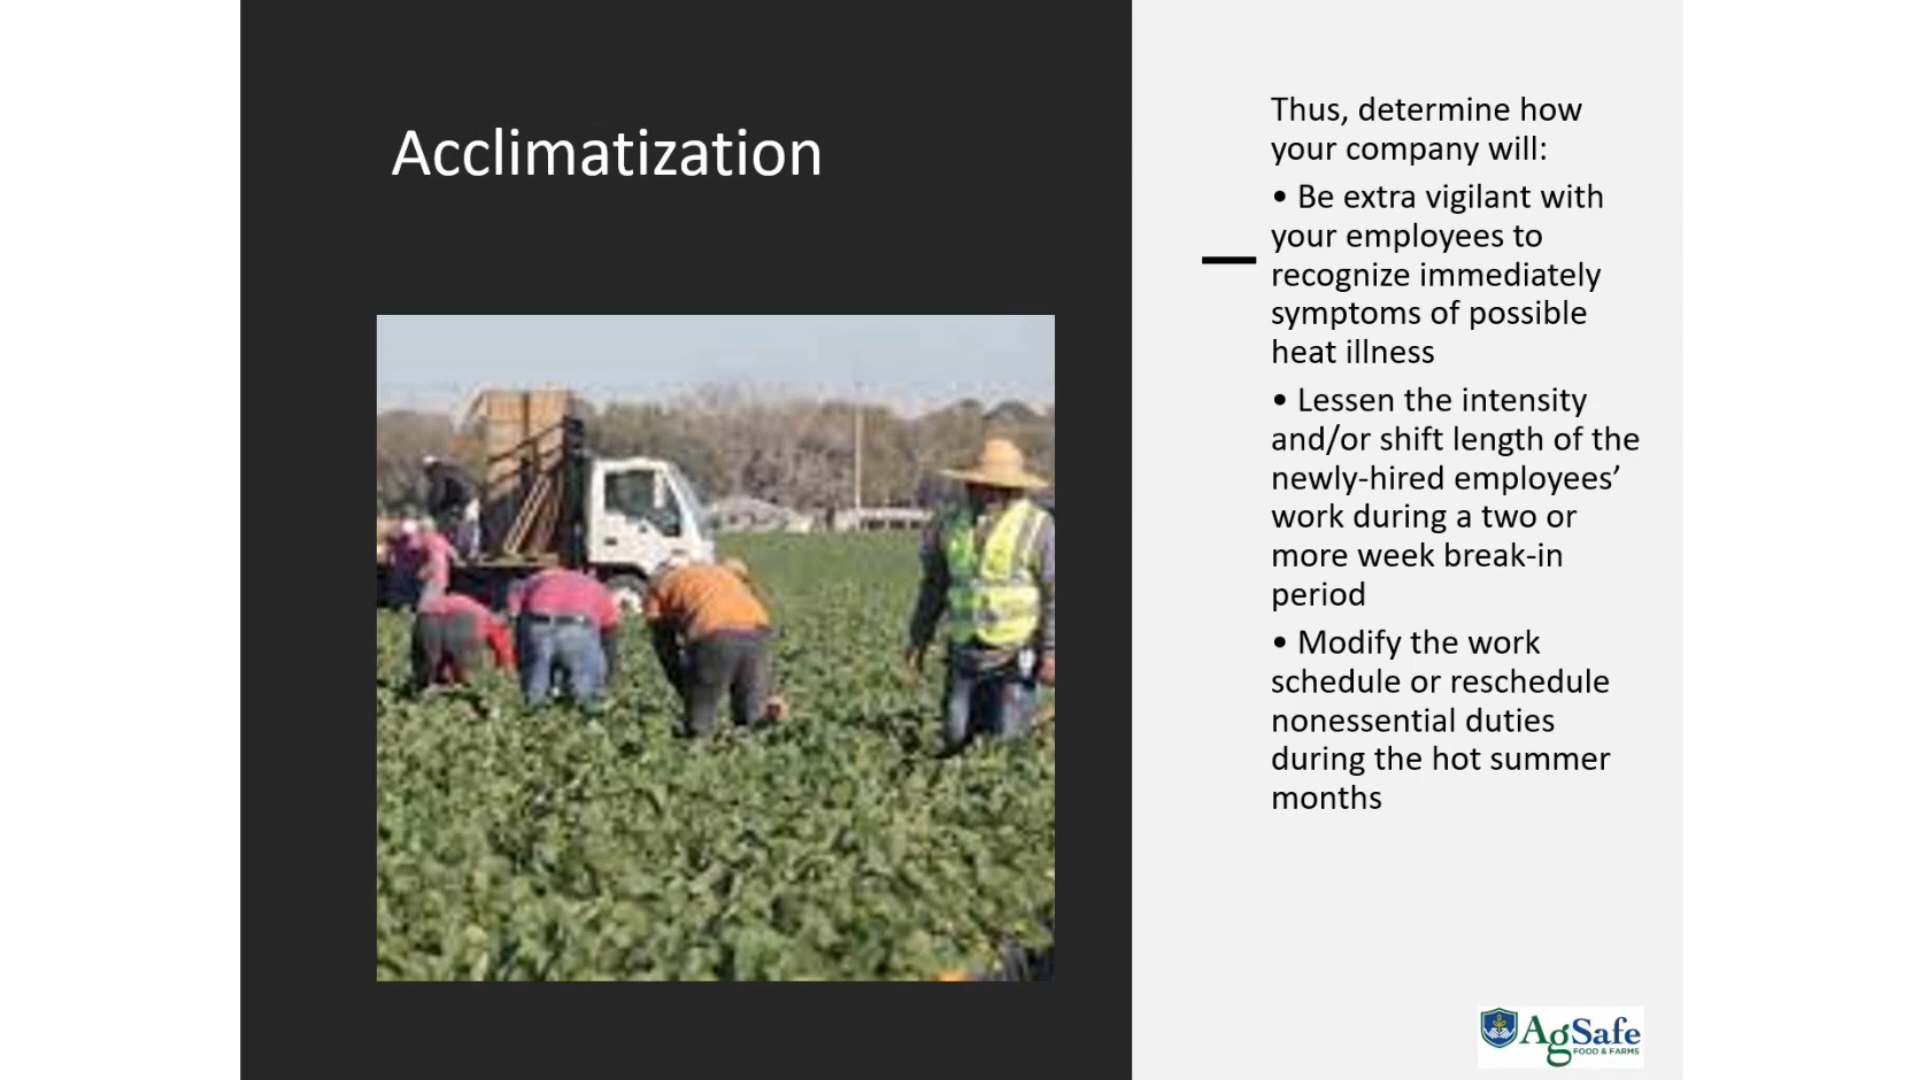 Acclimatization
Thus, determine how
your company will:
• Be extra vigilant with
your employees to
recognize immediately
symptoms of possible
heat illness
• Lessen the intensity
and/or shift length of the
newly-hired employees’
work during a two or
more week break-in
period
• Modify the work
schedule or reschedule
nonessential duties
during the hot summer
months
AgSafe
FOOD & FARMS